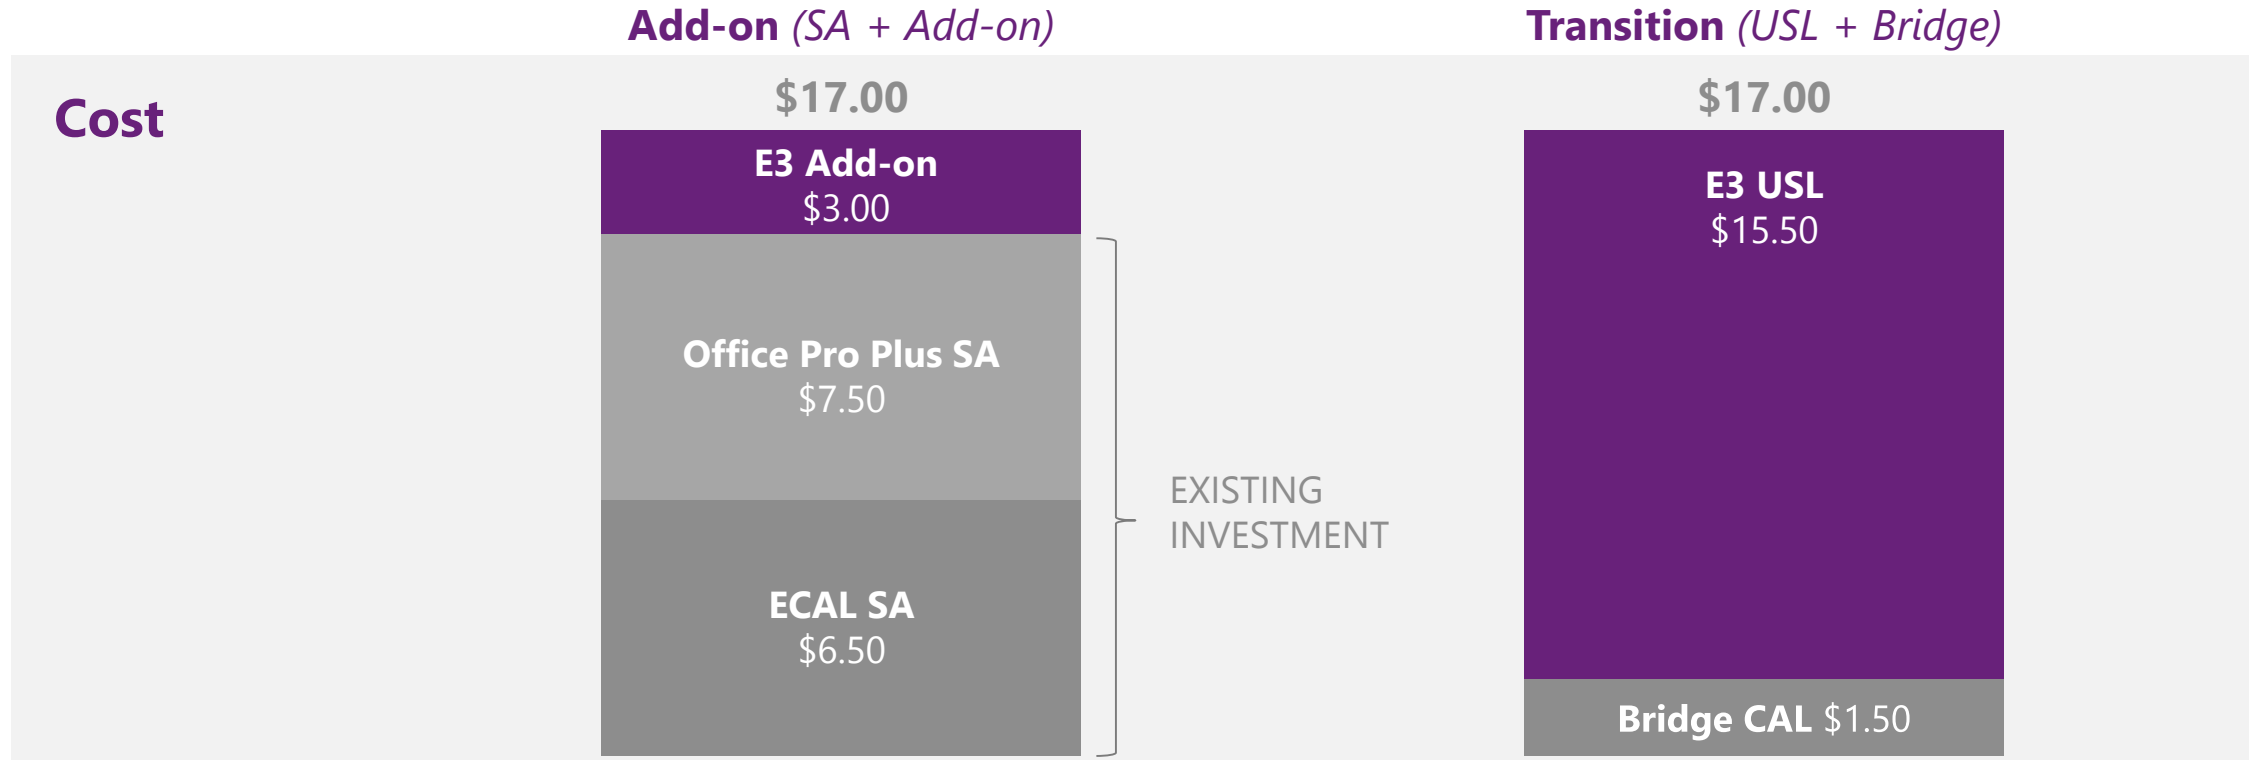 Add-on (SA + Add-on)
Transition (USL + Bridge)
Cost
$17.00
E3 Add-on
$3.00
Office Pro Plus SA
$7.50
ECAL SA
$6.50
EXISTING
INVESTMENT
$17.00
E3 USL
$15.50
Bridge CAL $1.50